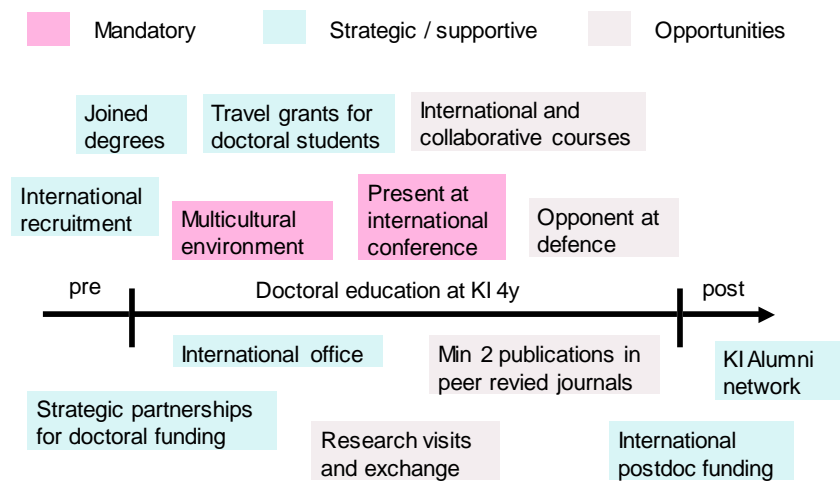 Mandatory
Strategic / supportive
Opportunities
Joined
degrees
Travel grants for
doctoral students
International and
collaborative courses
International
recruitment
Multicultural
environment
Present at
international
conference
Opponent at
defence
pre
Doctoral education at KI 4y
post
International office
Min 2 publications in
peer revied journals
KI Alumni
network
Strategic partnerships
for doctoral funding
Research visits
and exchange
International
postdoc funding